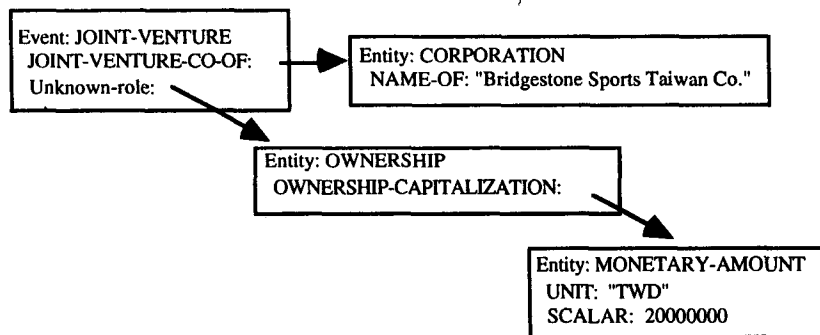 Event: JOINT-VENTURE
JOINT-VENTURE-CO-OF:
Unknown-role:
Entity: CORPORATION
NAME-OF: "Bridgestone Sports Taiwan Co."
Entity: OWNERSHIP
OWNERSHIP-CAPITALIZATION:
Entity: MONETARY-AMOUNT
UNIT: "TWD"
SCALAR: 20000000